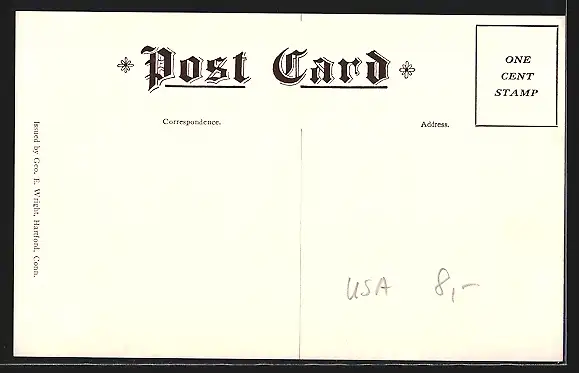 Post Card
ONE
CENT
STAMP
Correspondence.
Address.
Issued by Geo. E. Wright, Hartford, Conn.
USA 8,-